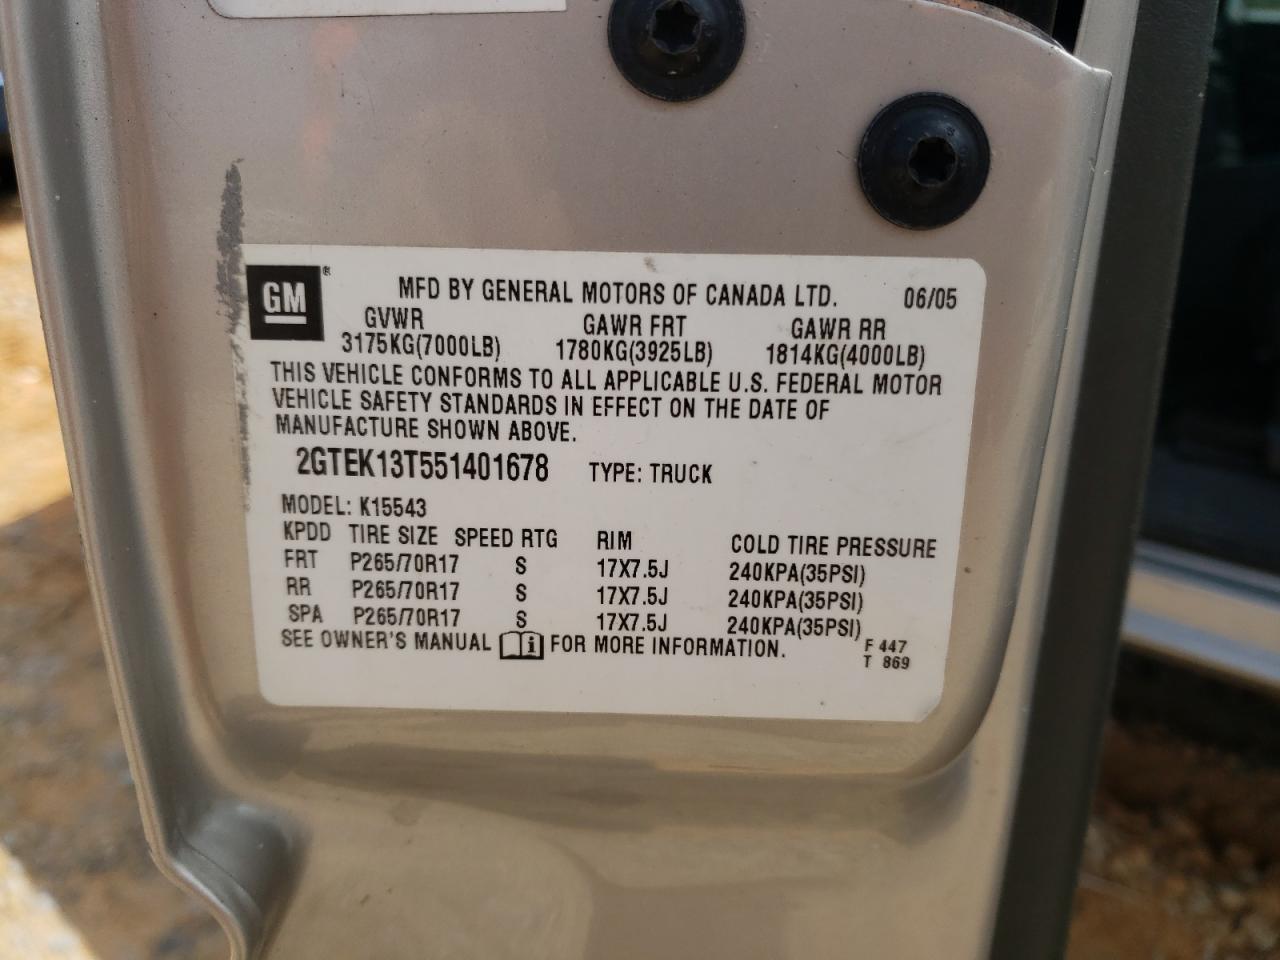 GM ® MFD BY GENERAL MOTORS OF CANADA LTD. 06/05
GVWR GAWR FRT GAWR RR
3175KG(7000LB) 1780KG(3925LB) 1814KG(4000LB)
THIS VEHICLE CONFORMS TO ALL APPLICABLE U.S. FEDERAL MOTOR
VEHICLE SAFETY STANDARDS IN EFFECT ON THE DATE OF
MANUFACTURE SHOWN ABOVE.
2GTEK13T551401678 TYPE: TRUCK
MODEL: K15543
KPDD TIRE SIZE SPEED RTG RIM COLD TIRE PRESSURE
FRT P265/70R17 S 17X7.5J 240KPA(35PSI)
RR P265/70R17 S 17X7.5J 240KPA(35PSI)
SPA P265/70R17 S 17X7.5J 240KPA(35PSI)
SEE OWNER'S MANUAL i FOR MORE INFORMATION. F 447
T 869